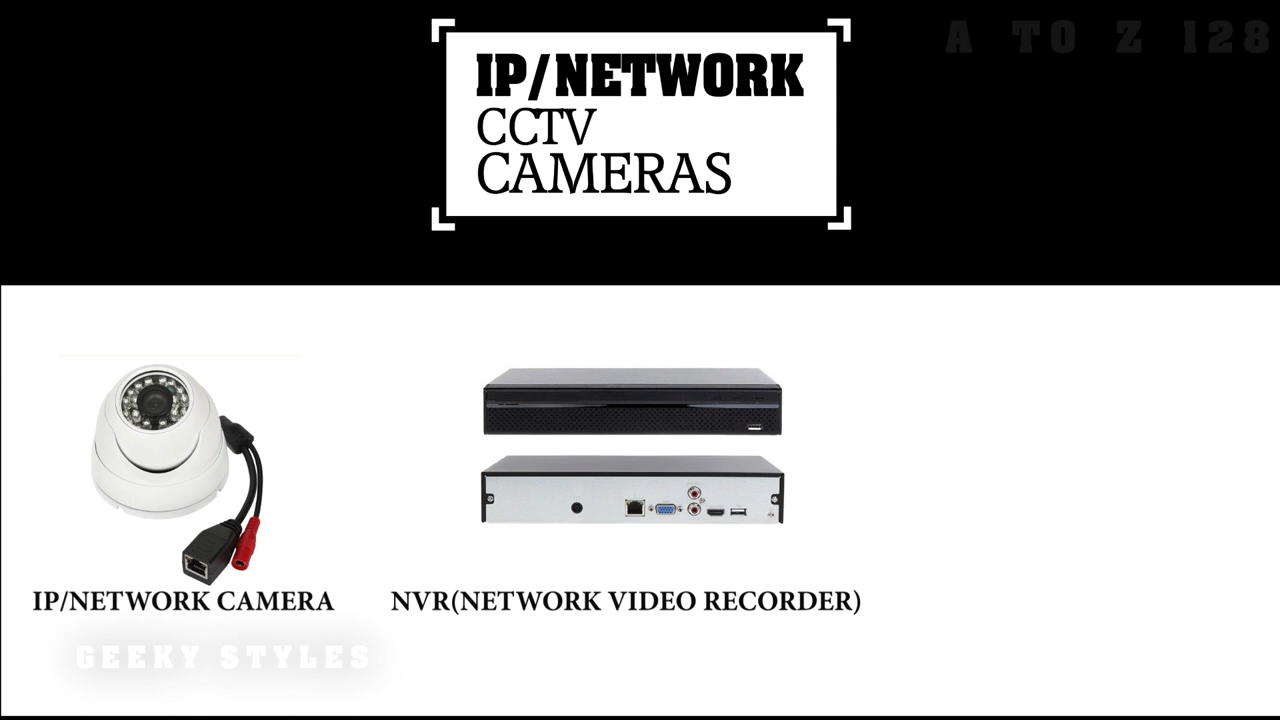 A TO Z 128
IP/NETWORK
CCTV
CAMERAS
IP/NETWORK CAMERA
NVR(NETWORK VIDEO RECORDER)
GEEKY STYLES